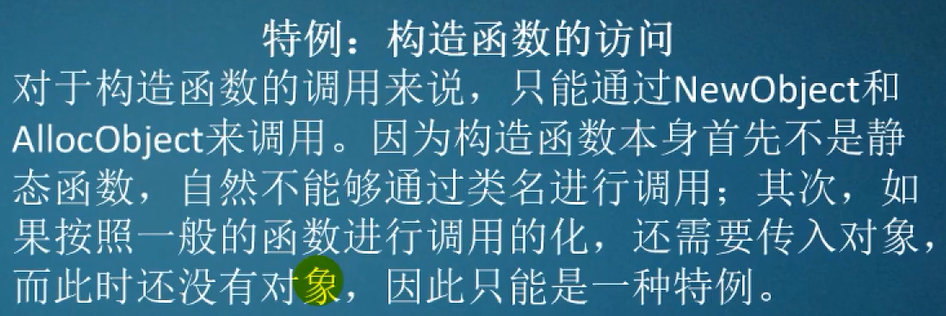 特例：构造函数的访问
对于构造函数的调用来说，只能通过NewObject和
AllocObject来调用。因为构造函数本身首先不是静
态函数，自然不能够通过类名进行调用；其次，如
果按照一般的函数进行调用的化，还需要传入对象，
而此时还没有对象，因此只能是一种特例。